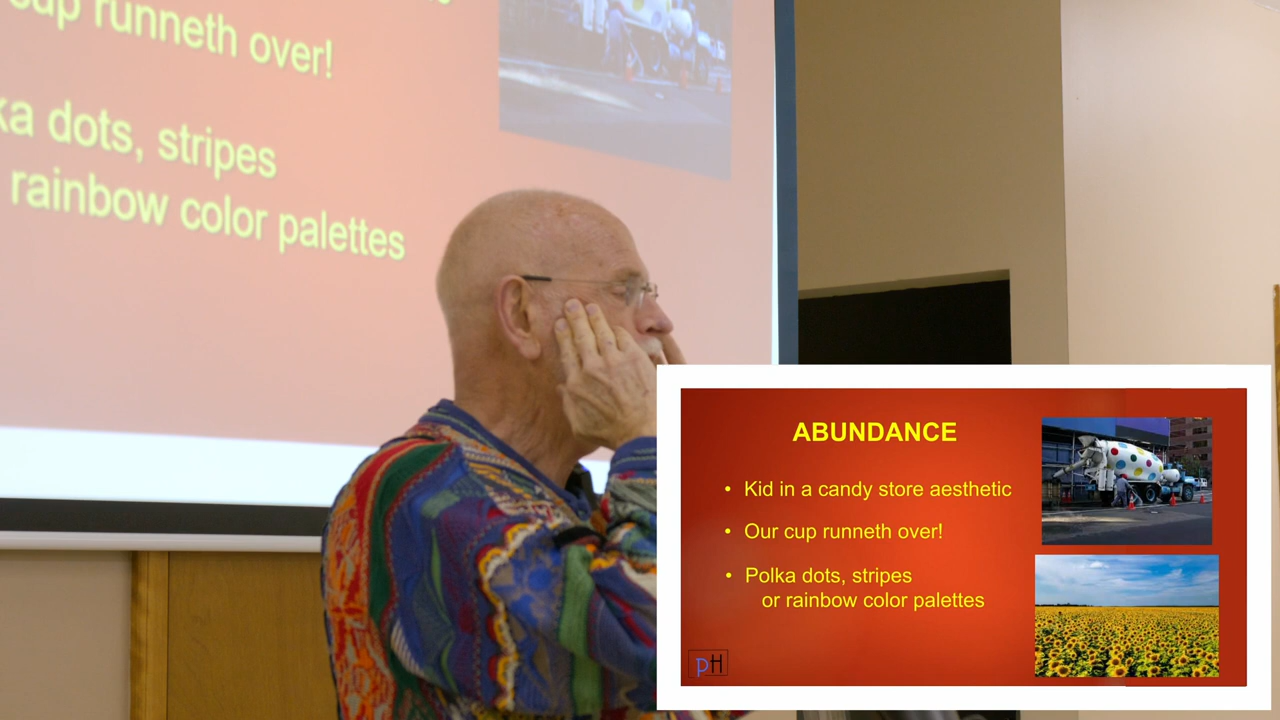 cup runneth over!
dots, stripes
rainbow color palettes
ABUNDANCE
• Kid in a candy store aesthetic
• Our cup runneth over!
• Polka dots, stripes
or rainbow color palettes
pH